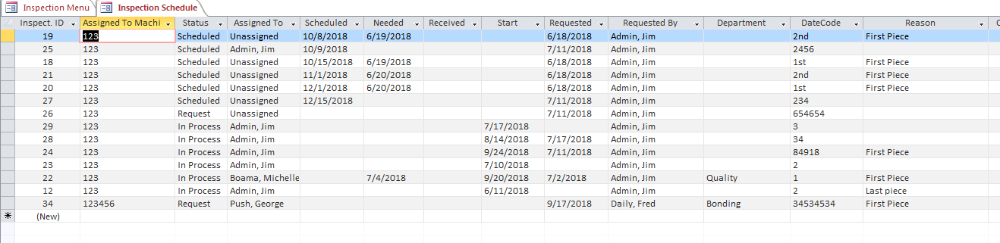 Inspection Menu Inspection Schedule
Inspect. ID Assigned To Machi Status Assigned To Scheduled Needed Received Start Requested Requested By Department DateCode Reason C
19 123 Scheduled Unassigned 10/8/2018 6/19/2018 6/18/2018 Admin, Jim 2nd First Piece
25 123 Scheduled Admin, Jim 10/9/2018 7/11/2018 Admin, Jim 2456
18 123 Scheduled Unassigned 10/15/2018 6/19/2018 6/18/2018 Admin, Jim 1st First Piece
21 123 Scheduled Unassigned 11/1/2018 6/20/2018 6/18/2018 Admin, Jim 2nd First Piece
20 123 Scheduled Unassigned 12/1/2018 6/20/2018 6/18/2018 Admin, Jim 1st First Piece
27 123 Scheduled Unassigned 12/15/2018 7/11/2018 Admin, Jim 234
26 123 Request Unassigned 7/11/2018 Admin, Jim 654654
29 123 In Process Admin, Jim 7/17/2018 Admin, Jim 3
28 123 In Process Admin, Jim 8/14/2018 7/17/2018 Admin, Jim 34
24 123 In Process Admin, Jim 9/24/2018 7/11/2018 Admin, Jim 84918 First Piece
23 123 In Process Admin, Jim 7/10/2018 Admin, Jim 2
22 123 In Process Boama, Michelle 7/4/2018 9/20/2018 7/2/2018 Admin, Jim Quality 1 First Piece
12 123 In Process Admin, Jim 6/11/2018 Admin, Jim 2 Last piece
34 123456 Request Push, George 9/17/2018 Daily, Fred Bonding 34534534 First Piece
(New)